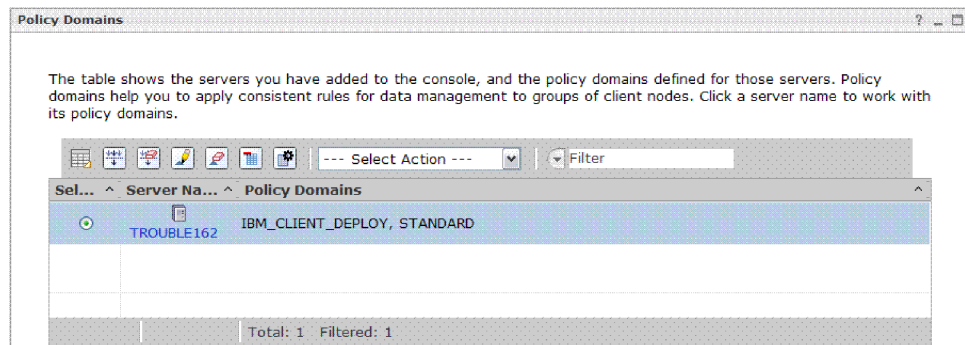 Policy Domains ?
The table shows the servers you have added to the console, and the policy domains defined for those servers. Policy
domains help you to apply consistent rules for data management to groups of client nodes. Click a server name to work with
its policy domains.
--- Select Action --- Filter
Sel... ^ Server Na... ^ Policy Domains ^
TROUBLE162 IBM_CLIENT_DEPLOY, STANDARD
Total: 1 Filtered: 1